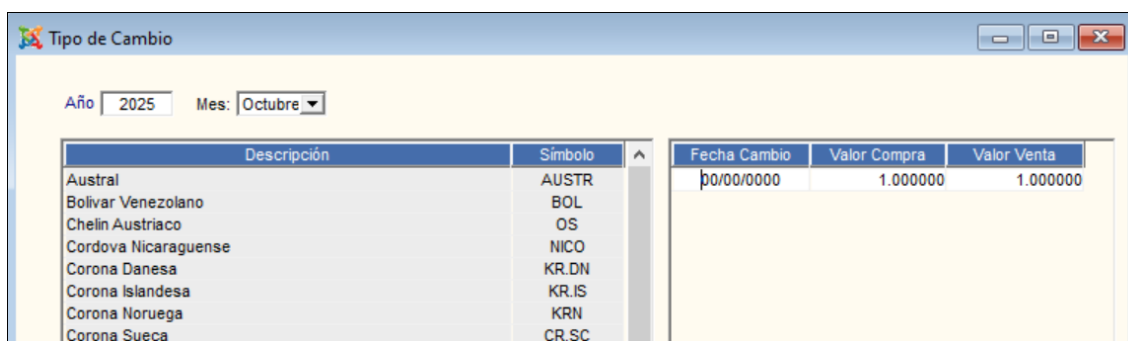 Tipo de Cambio
Año 2025 Mes: Octubre
Descripción Símbolo Fecha Cambio Valor Compra Valor Venta
Austral AUSTR 00/00/0000 1.000000 1.000000
Bolivar Venezolano BOL
Chelin Austriaco OS
Cordova Nicaraguense NICO
Corona Danesa KR.DN
Corona Islandesa KR.IS
Corona Noruega KRN
Corona Sueca CR.SC